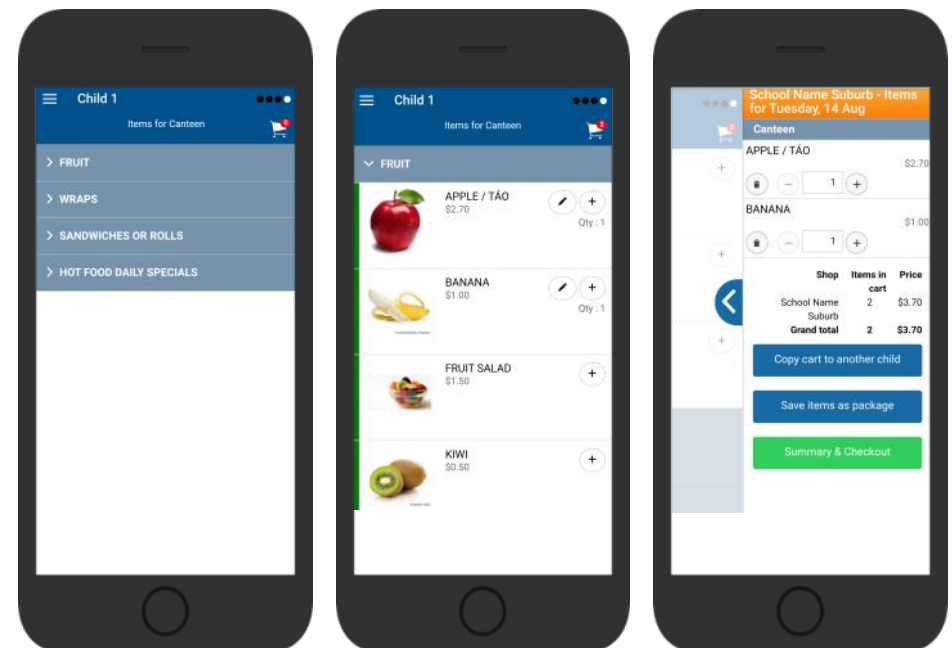 Child 1
Items for Canteen
FRUIT
WRAPS
SANDWICHES OR ROLLS
HOT FOOD DAILY SPECIALS
Child 1
Items for Canteen
FRUIT
APPLE / TÁO
$2.70
Qty : 1
BANANA
$1.00
Qty : 1
FRUIT SALAD
$1.50
KIWI
$0.50
School Name Suburb - Items
for Tuesday, 14 Aug
Canteen
APPLE / TÁO
$2.70
1
BANANA
$1.00
1
Shop Items in Price
cart
School Name 2 $3.70
Suburb
Grand total 2 $3.70
Copy cart to another child
Save items as package
Summary & Checkout